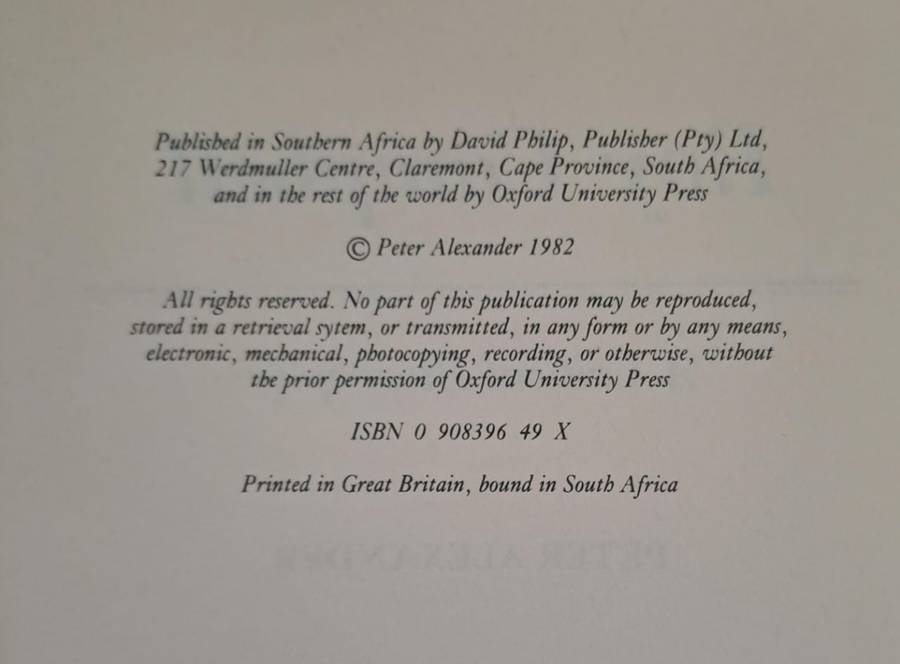 Published in Southern Africa by David Philip, Publisher (Pty) Ltd,
217 Werdmuller Centre, Claremont, Cape Province, South Africa,
and in the rest of the world by Oxford University Press
© Peter Alexander 1982
All rights reserved. No part of this publication may be reproduced,
stored in a retrieval sytem, or transmitted, in any form or by any means,
electronic, mechanical, photocopying, recording, or otherwise, without
the prior permission of Oxford University Press
ISBN 0 908396 49 X
Printed in Great Britain, bound in South Africa
PETER ALEXANDER